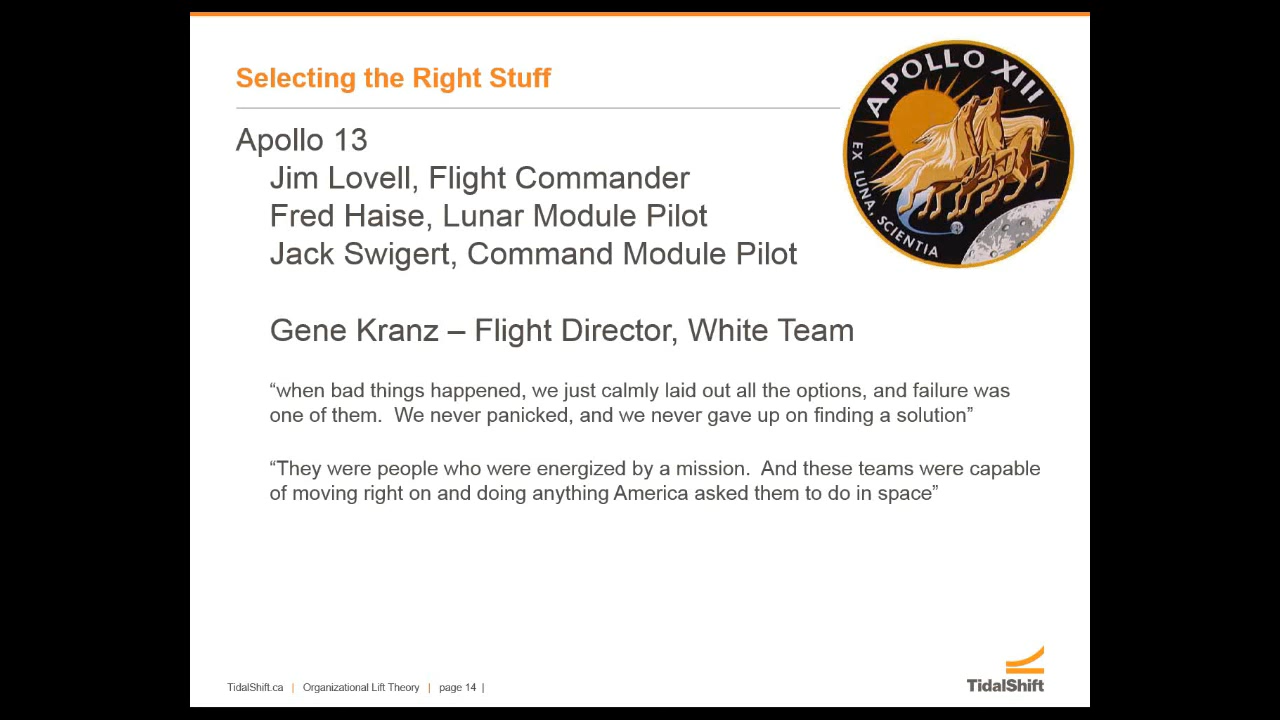 Selecting the Right Stuff
APOLLO XIII
EX LUNA, SCIENTIA
Apollo 13
Jim Lovell, Flight Commander
Fred Haise, Lunar Module Pilot
Jack Swigert, Command Module Pilot
Gene Kranz – Flight Director, White Team
“when bad things happened, we just calmly laid out all the options, and failure was
one of them.  We never panicked, and we never gave up on finding a solution”
“They were people who were energized by a mission.  And these teams were capable
of moving right on and doing anything America asked them to do in space”
TidalShift.ca | Organizational Lift Theory | page 14 |
TidalShift